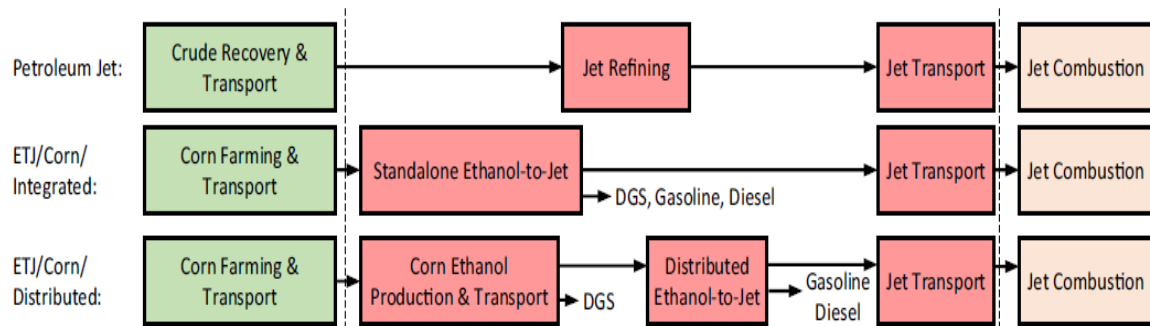 Petroleum Jet:
Crude Recovery &
Transport
Jet Refining
Jet Transport
Jet Combustion
ETJ/Corn/
Integrated:
Corn Farming &
Transport
Standalone Ethanol-to-Jet
DGS, Gasoline, Diesel
Jet Transport
Jet Combustion
ETJ/Corn/
Distributed:
Corn Farming &
Transport
Corn Ethanol
Production & Transport
DGS
Distributed
Ethanol-to-Jet
Gasoline
Diesel
Jet Transport
Jet Combustion